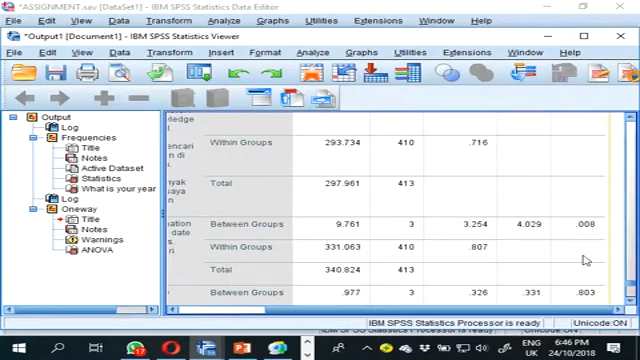 *ASSIGNMENT.sav [DataSet1] - IBM SPSS Statistics Data Editor
File Edit View Data Transform Analyze Graphs Utilities Extensions Window Help
*Output1 [Document1] - IBM SPSS Statistics Viewer
File Edit View Data Transform Insert Format Analyze Graphs Utilities Extensions Window Help
Output
Log
Frequencies
Title
Notes
Active Dataset
Statistics
What is your year
Log
Oneway
Title
Notes
Warnings
ANOVA
Within Groups 293.734 410 .716
Total 297.961 413
Between Groups 9.761 3 3.254 4.029 .008
Within Groups 331.063 410 .807
Total 340.824 413
Between Groups .977 3 .326 .331 .803
IBM SPSS Statistics Processor is ready Unicode:ON
ENG 6:46 PM
UK 24/10/2018